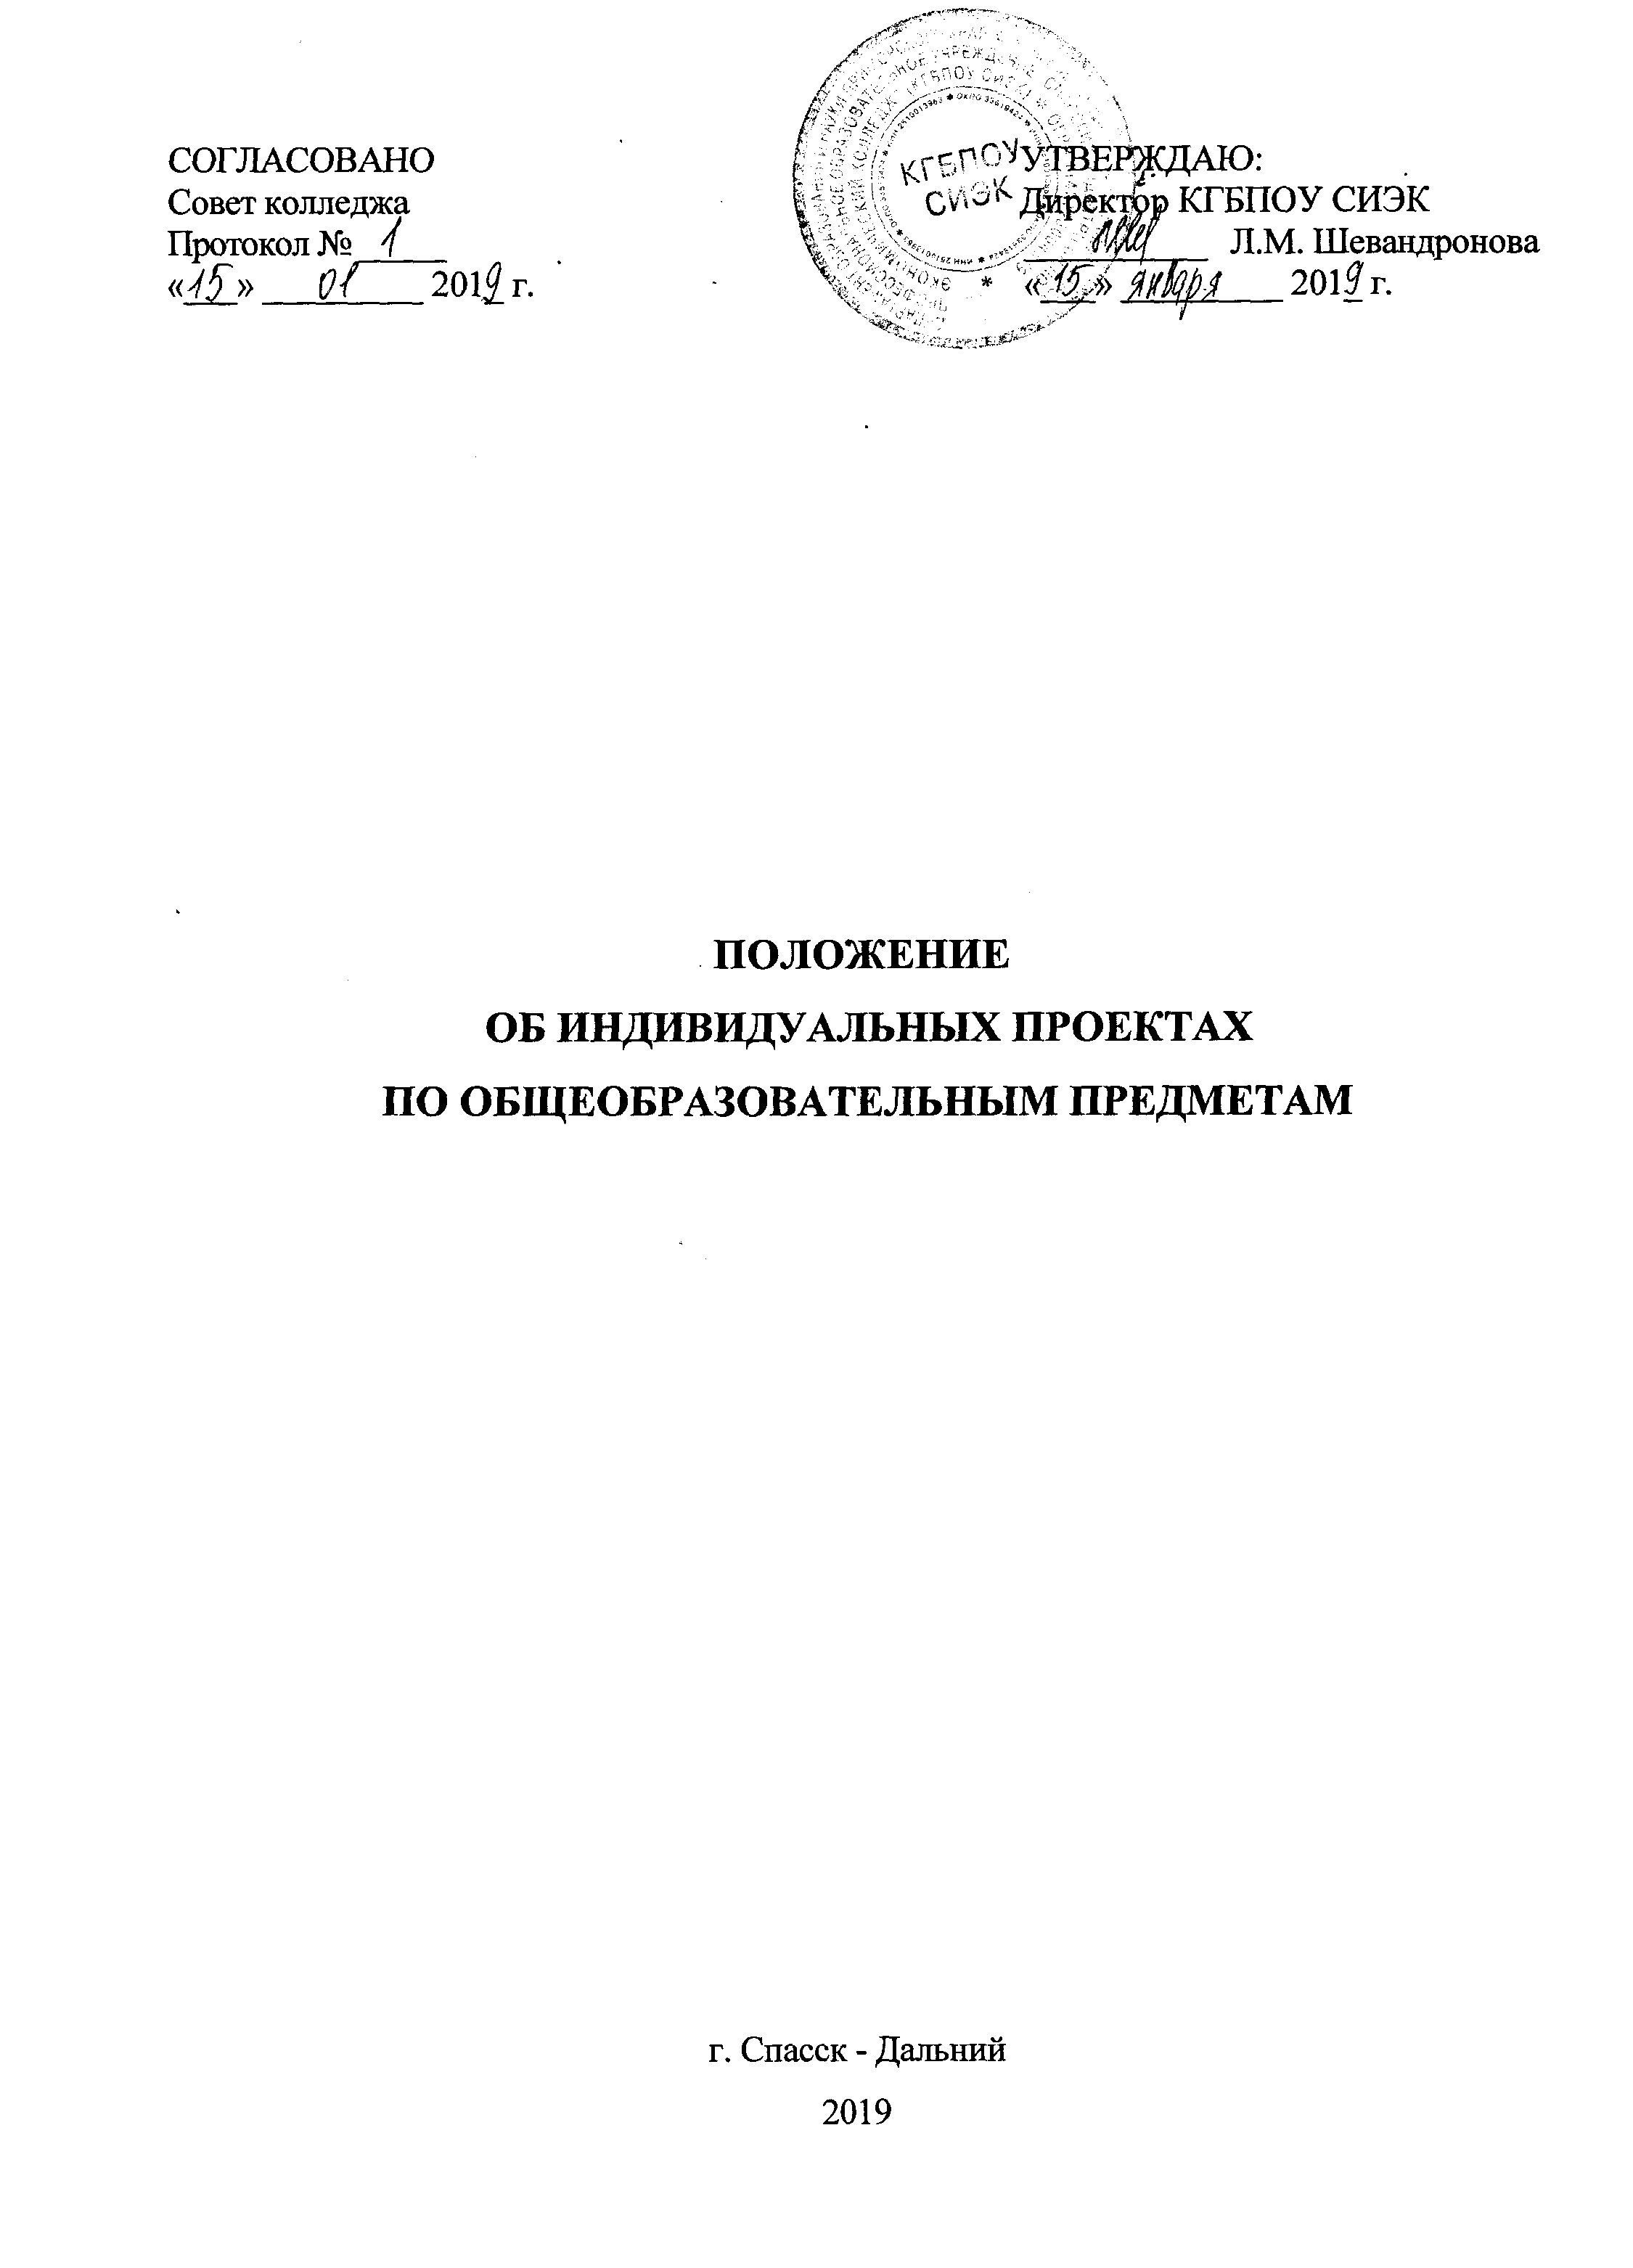 СОГЛАСОВАНО
Совет колледжа
Протокол № 1
«15» 01 2019 г.
КГБПОУ
СИЭК
УТВЕРЖДАЮ:
Директор КГБПОУ СИЭК
Л.М. Шевандронова
«15» января 2019 г.
ПОЛОЖЕНИЕ
ОБ ИНДИВИДУАЛЬНЫХ ПРОЕКТАХ
ПО ОБЩЕОБРАЗОВАТЕЛЬНЫМ ПРЕДМЕТАМ
г. Спасск - Дальний
2019